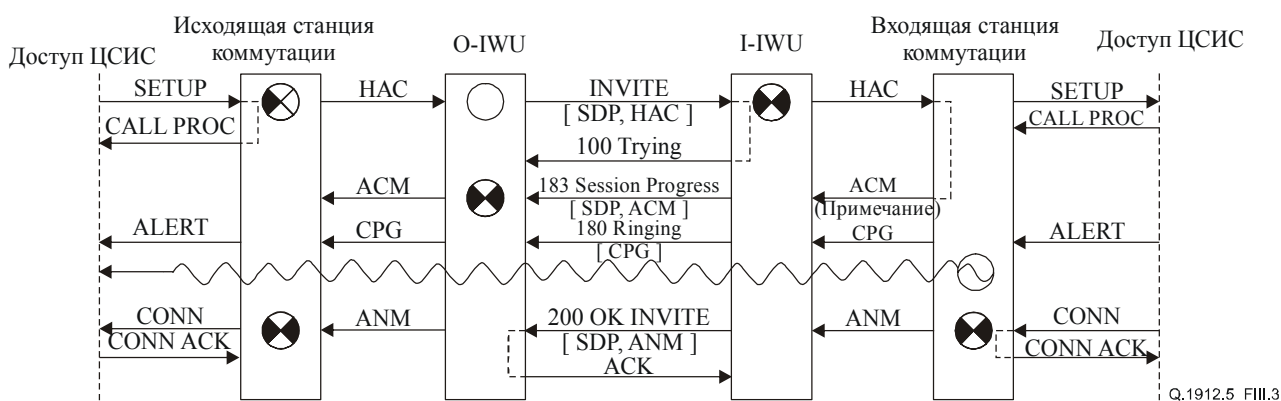 Доступ ЦСИС
Исходящая станция
коммутации
O-IWU
I-IWU
Входящая станция
коммутации
Доступ ЦСИС
SETUP
HAC
INVITE
HAC
SETUP
[ SDP, HAC ]
CALL PROC
CALL PROC
100 Trying
ACM
183 Session Progress
ACM
[ SDP, ACM ]
(Примечание)
ALERT
CPG
180 Ringing
CPG
ALERT
[ CPG ]
CONN
ANM
200 OK INVITE
ANM
CONN
CONN ACK
[ SDP, ANM ]
CONN ACK
ACK
Q.1912.5 FIII.3